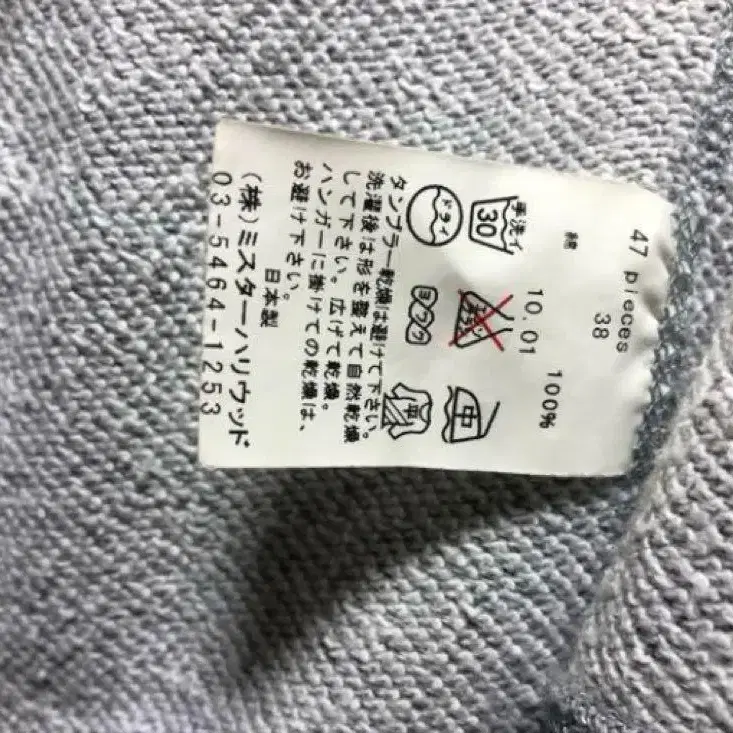 47 pieces
38
綿 100%
10.01
手洗イ
30
中
ドライ
ヨワク
平
タンブラー乾燥は避けて下さい。
洗濯後は形を整えて自然乾燥
して下さい。広げて乾燥。
ハンガーに掛けての乾燥は、
お避け下さい。
日本製
(株)ミスターハリウッド
03-5464-1253